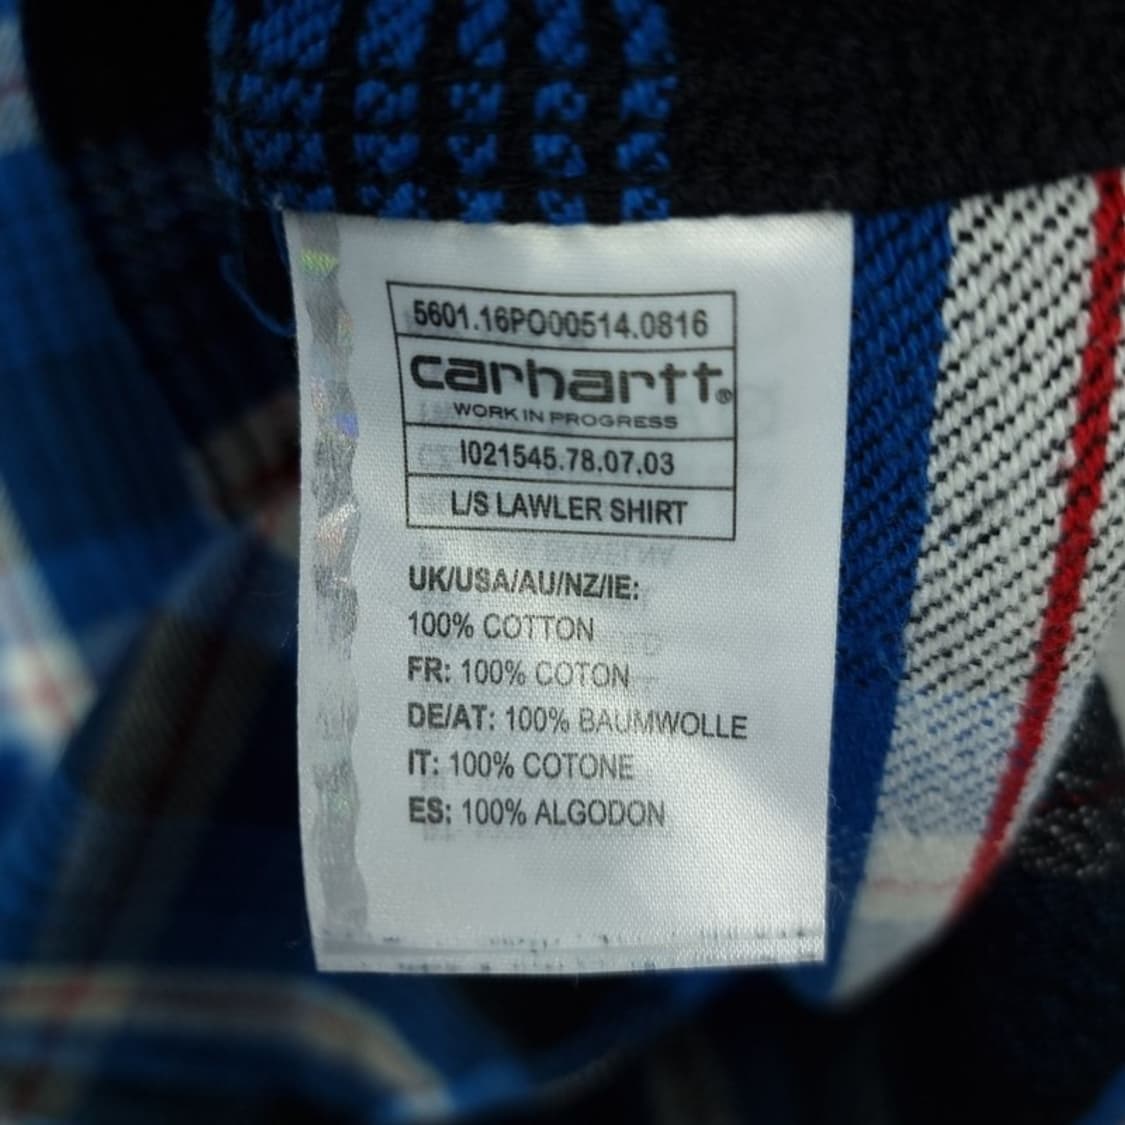 5601.16PO00514.0816
carhartt®
WORK IN PROGRESS
I021545.78.07.03
L/S LAWLER SHIRT
UK/USA/AU/NZ/IE:
100% COTTON
FR: 100% COTON
DE/AT: 100% BAUMWOLLE
IT: 100% COTONE
ES: 100% ALGODON